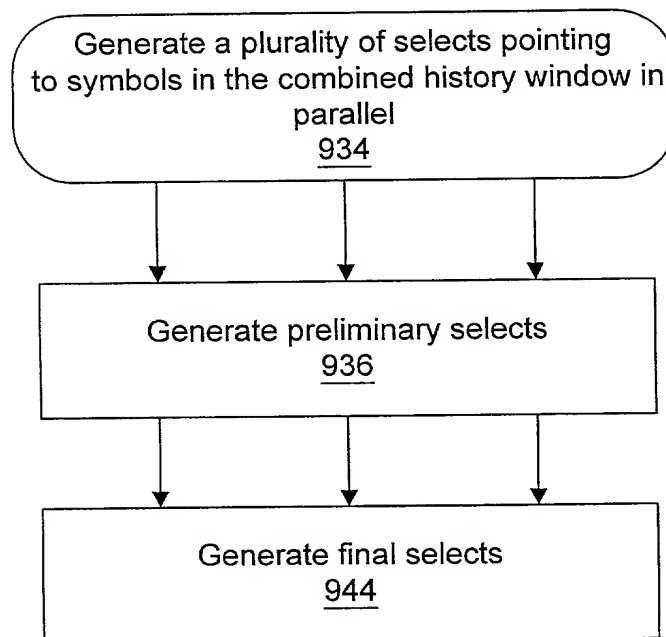 Generate a plurality of selects pointing
to symbols in the combined history window in
parallel
934
Generate preliminary selects
936
Generate final selects
944